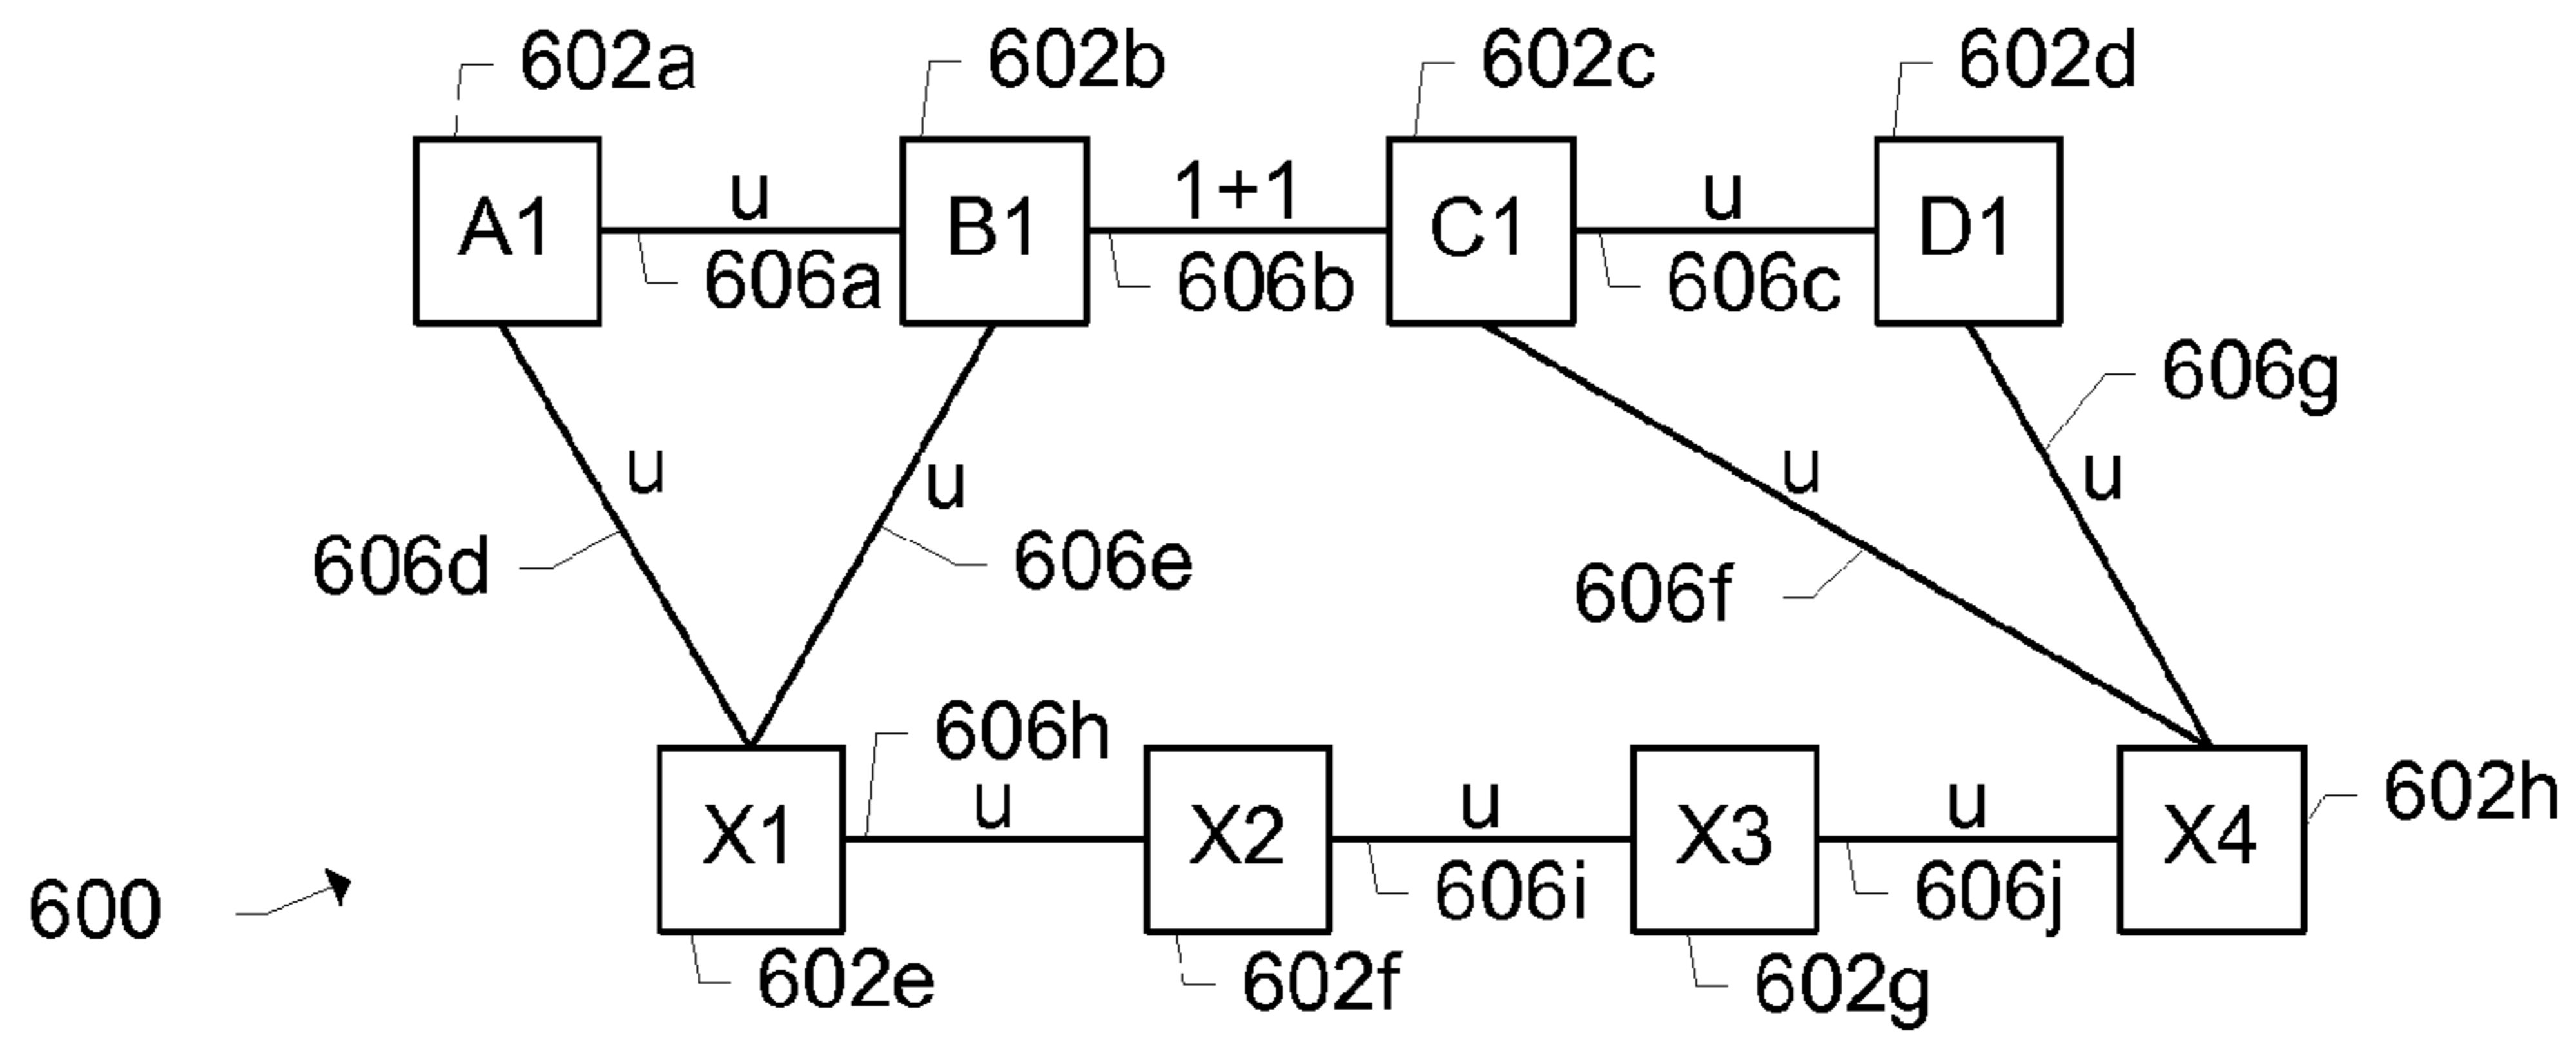 602a 602b 602c 602d
u 1+1 u
A1 B1 C1 D1
606a 606b 606c
606g
u u u u
606d 606e 606f
606h
u u u
602h
X1 X2 X3 X4
606i 606j
600
602e 602f 602g